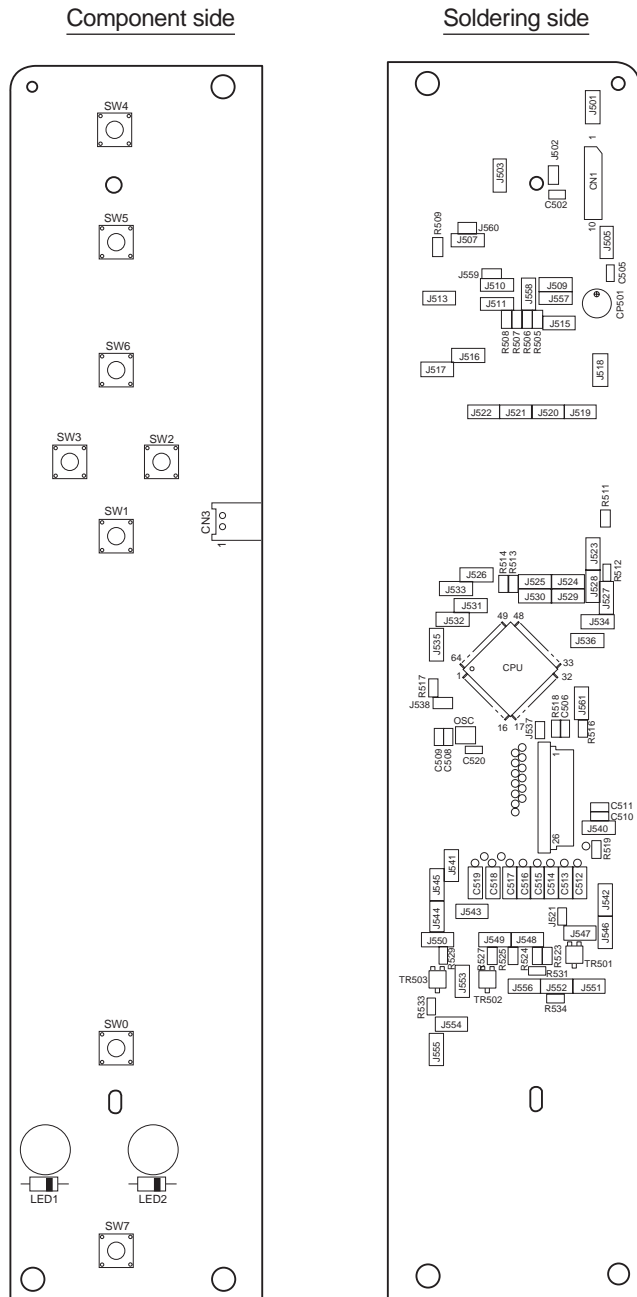 Component side
SW4
SW5
SW6
SW3
SW2
SW1
CN3
1
SW0
LED1
LED2
SW7
Soldering side
J501
1
J502
J503
CN1
C502
10
R509
J560
J507
J505
C505
J559
J510
J558
J509
J513
J511
J557
CP501
R508
R507
R506
R505
J515
J516
J517
J518
J522
J521
J520
J519
R511
J523
R514
R513
J526
J525
J524
J528
R512
J533
J530
J529
J527
J531
J532
J534
49
48
J535
J536
64
CPU
33
1
32
R517
J538
J561
16
17
OSC
J537
R518
C506
R516
C509
C508
C520
1
C511
C510
26
J540
R519
J541
J545
C519
C518
C517
C516
C515
C514
C513
C512
J542
J544
J543
J521
J546
J547
J550
J549
J548
R529
R527
R525
R524
R523
TR501
R531
TR503
J553
TR502
J556
J552
J551
R534
R533
J554
J555